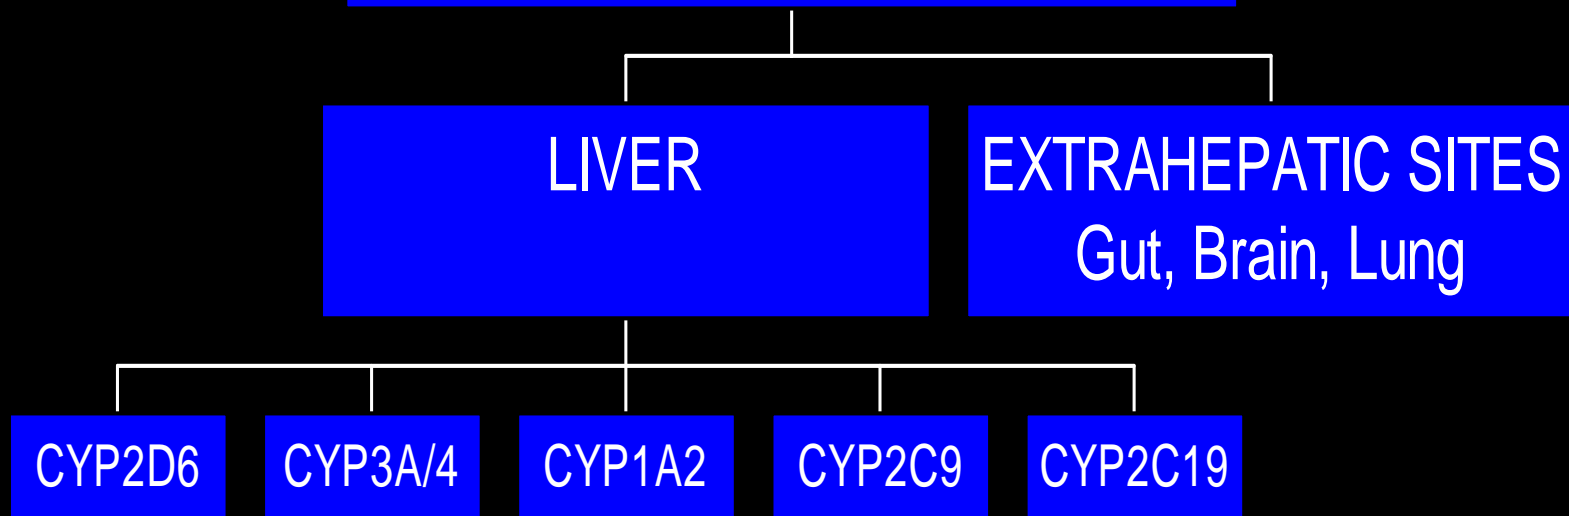 LIVER
EXTRAHEPATIC SITES
Gut, Brain, Lung
CYP2D6
CYP3A/4
CYP1A2
CYP2C9
CYP2C19